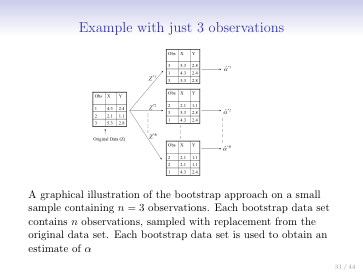 Example with just 3 observations
Obs X Y
3 5.3 2.8
1 4.3 2.4
3 5.3 2.8
Obs X Y
1 4.3 2.4
2 2.1 1.1
3 5.3 2.8
Original Data (Z)
Z*1
α̂*1
Obs X Y
2 2.1 1.1
3 5.3 2.8
1 4.3 2.4
Z*2
α̂*2
Z*B
Obs X Y
2 2.1 1.1
2 2.1 1.1
1 4.3 2.4
α̂*B
A graphical illustration of the bootstrap approach on a small
sample containing n = 3 observations. Each bootstrap data set
contains n observations, sampled with replacement from the
original data set. Each bootstrap data set is used to obtain an
estimate of α
31 / 44